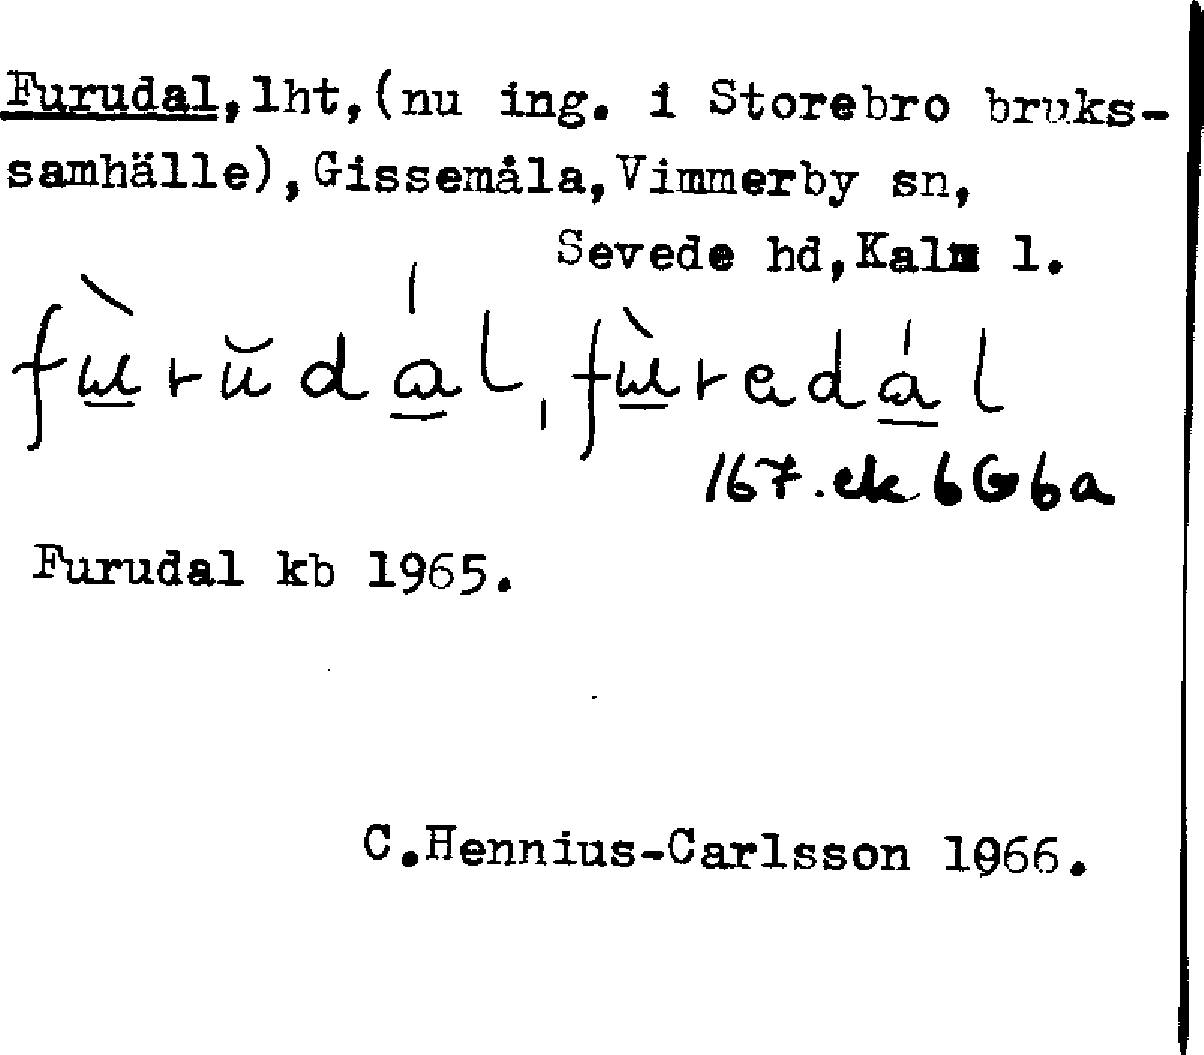 Furudal,lht,(nu ing. i Storebro bruks-
samhälle),Gissemåla,Vimmerby sn,
Sevede hd,Kalm l.
fùrŭdál, fùredál
167. ek 6G6a
Furudal kb 1965.
C.Hennius-Carlsson 1966.